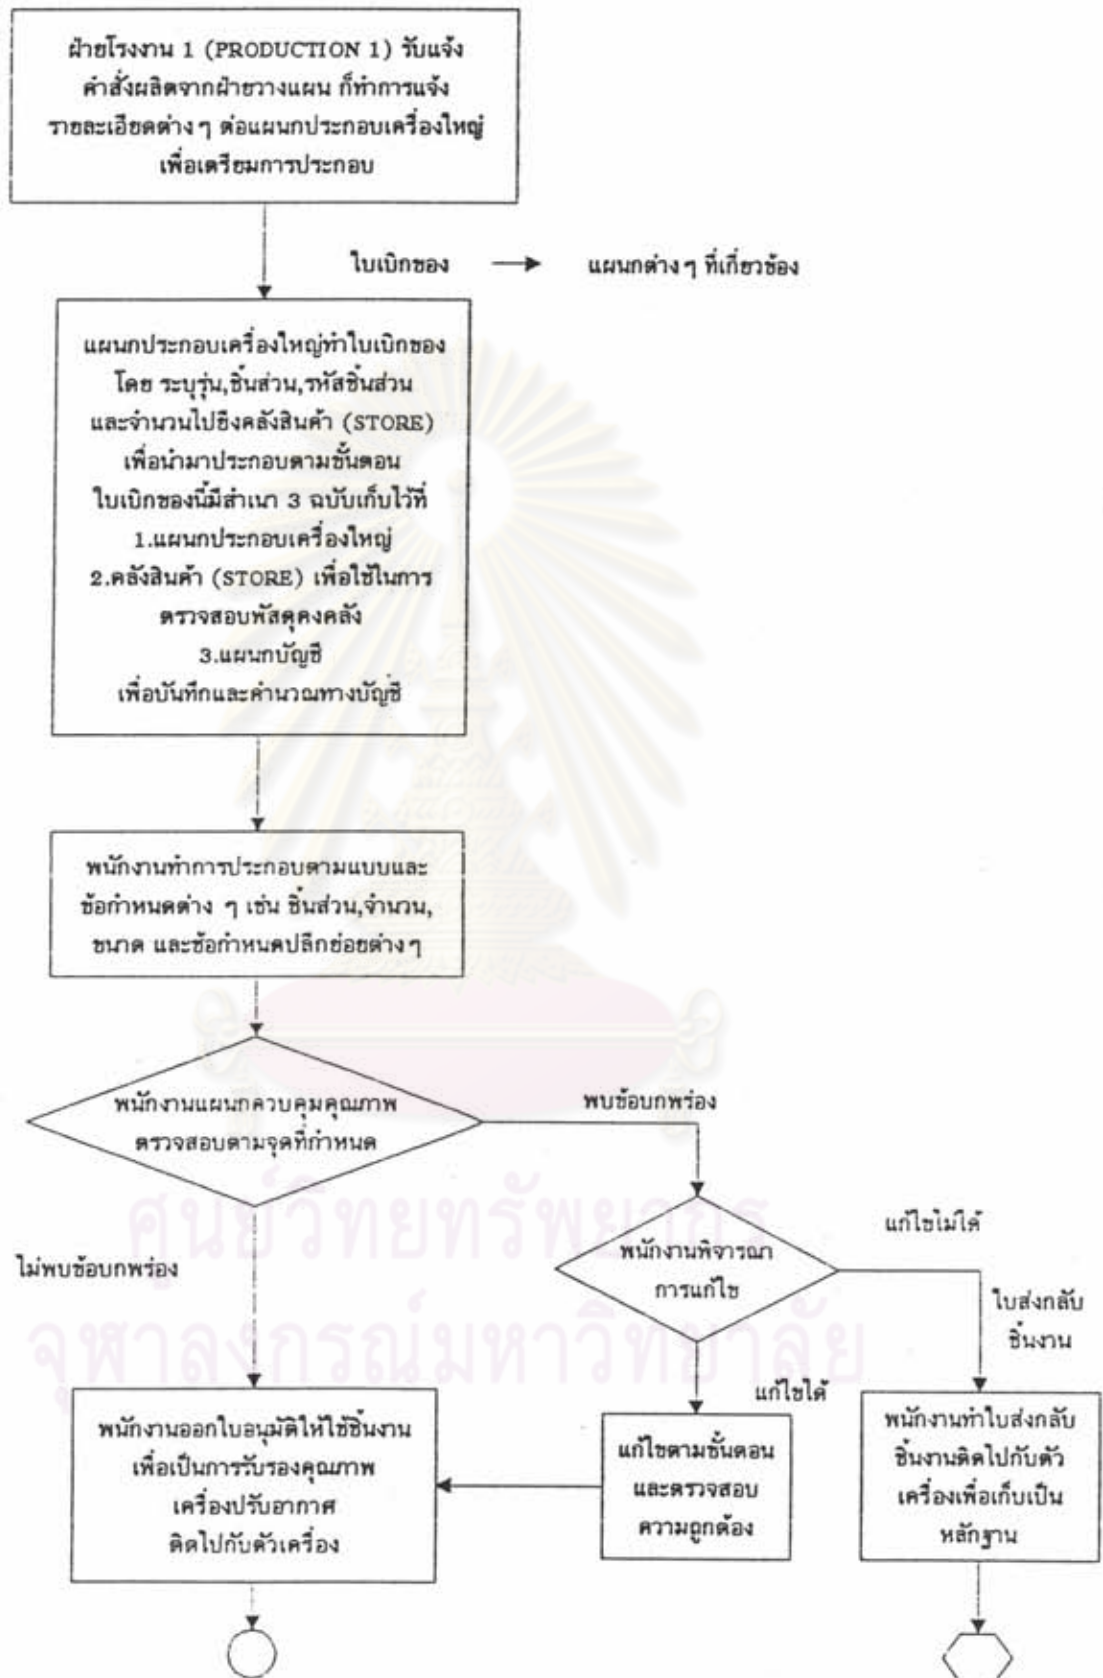 ฝ่ายโรงงาน 1 (PRODUCTION 1) รับแจ้ง
คำสั่งผลิตจากฝ่ายวางแผน ก็ทำการแจ้ง
รายละเอียดต่างๆ ต่อแผนกประกอบเครื่องใหญ่
เพื่อเตรียมการประกอบ
ใบเบิกของ
แผนกต่างๆ ที่เกี่ยวข้อง
แผนกประกอบเครื่องใหญ่ทำใบเบิกของ
โดย ระบุรุ่น,ชิ้นส่วน,รหัสชิ้นส่วน
และจำนวนไปยังคลังสินค้า (STORE)
เพื่อนำมาประกอบตามขั้นตอน
ใบเบิกของนี้มีสำเนา 3 ฉบับเก็บไว้ที่
1.แผนกประกอบเครื่องใหญ่
2.คลังสินค้า (STORE) เพื่อใช้ในการ
ตรวจสอบพัสดุคงคลัง
3.แผนกบัญชี
เพื่อบันทึกและคำนวณทางบัญชี
พนักงานทำการประกอบตามแบบและ
ข้อกำหนดต่าง ๆ เช่น ชิ้นส่วน,จำนวน,
ขนาด และข้อกำหนดปลีกย่อยต่างๆ
พนักงานแผนกควบคุมคุณภาพ
ตรวจสอบตามจุดที่กำหนด
พบข้อบกพร่อง
ไม่พบข้อบกพร่อง
พนักงานพิจารณา
การแก้ไข
แก้ไขไม่ได้
ใบส่งกลับ
ชิ้นงาน
แก้ไขได้
พนักงานออกใบอนุมัติให้ใช้ชิ้นงาน
เพื่อเป็นการรับรองคุณภาพ
เครื่องปรับอากาศ
ติดไปกับตัวเครื่อง
แก้ไขตามขั้นตอน
และตรวจสอบ
ความถูกต้อง
พนักงานทำใบส่งกลับ
ชิ้นงานติดไปกับตัว
เครื่องเพื่อเก็บเป็น
หลักฐาน
ศูนย์วิทยทรัพยากร
จุฬาลงกรณ์มหาวิทยาลัย